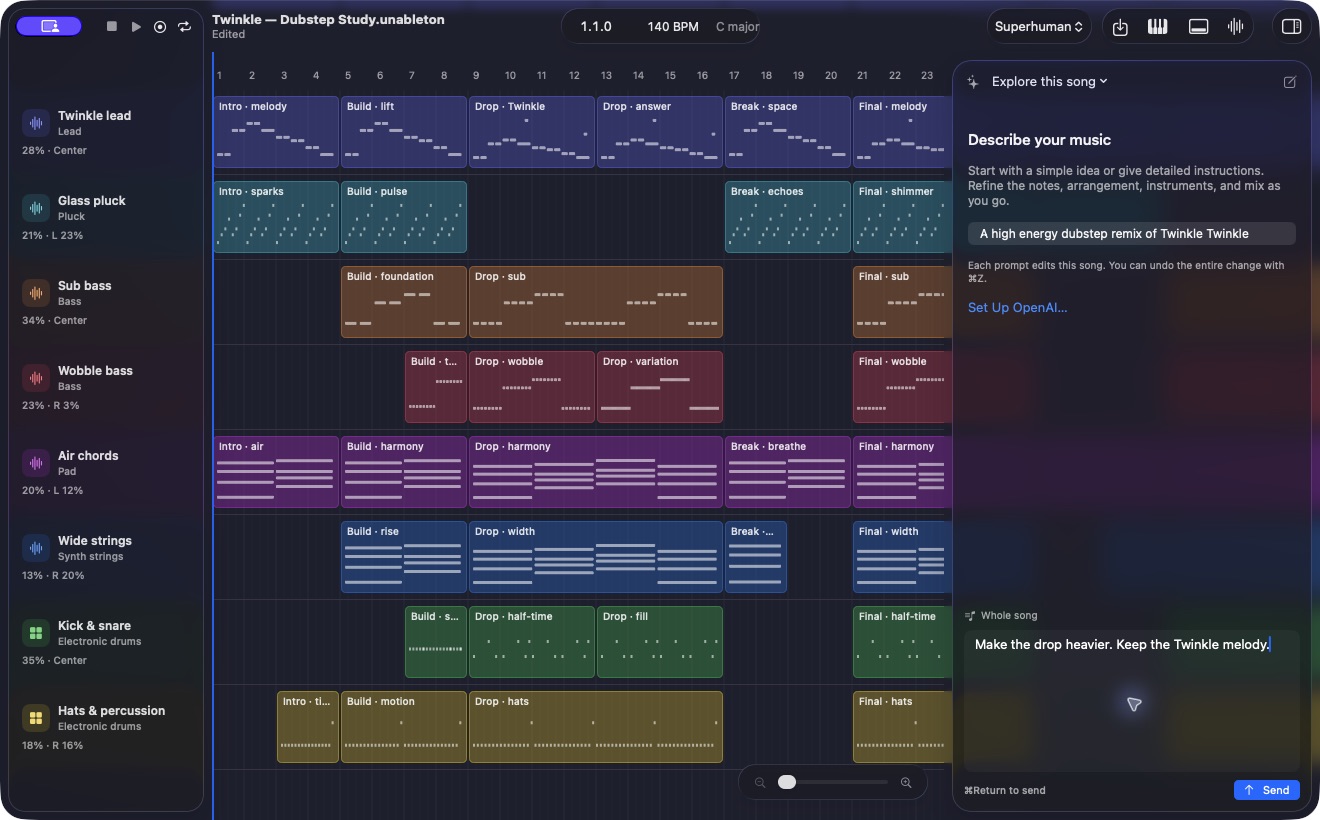 Twinkle — Dubstep Study.unableton
Edited
1.1.0 140 BPM C major
Superhuman
1 2 3 4 5 6 7 8 9 10 11 12 13 14 15 16 17 18 19 20 21 22 23
Twinkle lead
Lead
28% · Center
Intro · melody
Build · lift
Drop · Twinkle
Drop · answer
Break · space
Final · melody
Glass pluck
Pluck
21% · L 23%
Intro · sparks
Build · pulse
Break · echoes
Final · shimmer
Sub bass
Bass
34% · Center
Build · foundation
Drop · sub
Final · sub
Wobble bass
Bass
23% · R 3%
Build · t...
Drop · wobble
Drop · variation
Final · wobble
Air chords
Pad
20% · L 12%
Intro · air
Build · harmony
Drop · harmony
Break · breathe
Final · harmony
Wide strings
Synth strings
13% · R 20%
Build · rise
Drop · width
Break ·...
Final · width
Kick & snare
Electronic drums
35% · Center
Build · s...
Drop · half-time
Drop · fill
Final · half-time
Hats & percussion
Electronic drums
18% · R 16%
Intro · ti...
Build · motion
Drop · hats
Final · hats
Explore this song
Describe your music
Start with a simple idea or give detailed instructions.
Refine the notes, arrangement, instruments, and mix as
you go.
A high energy dubstep remix of Twinkle Twinkle
Each prompt edits this song. You can undo the entire change with
⌘Z.
Set Up OpenAI...
Whole song
Make the drop heavier. Keep the Twinkle melody.
⌘Return to send
Send